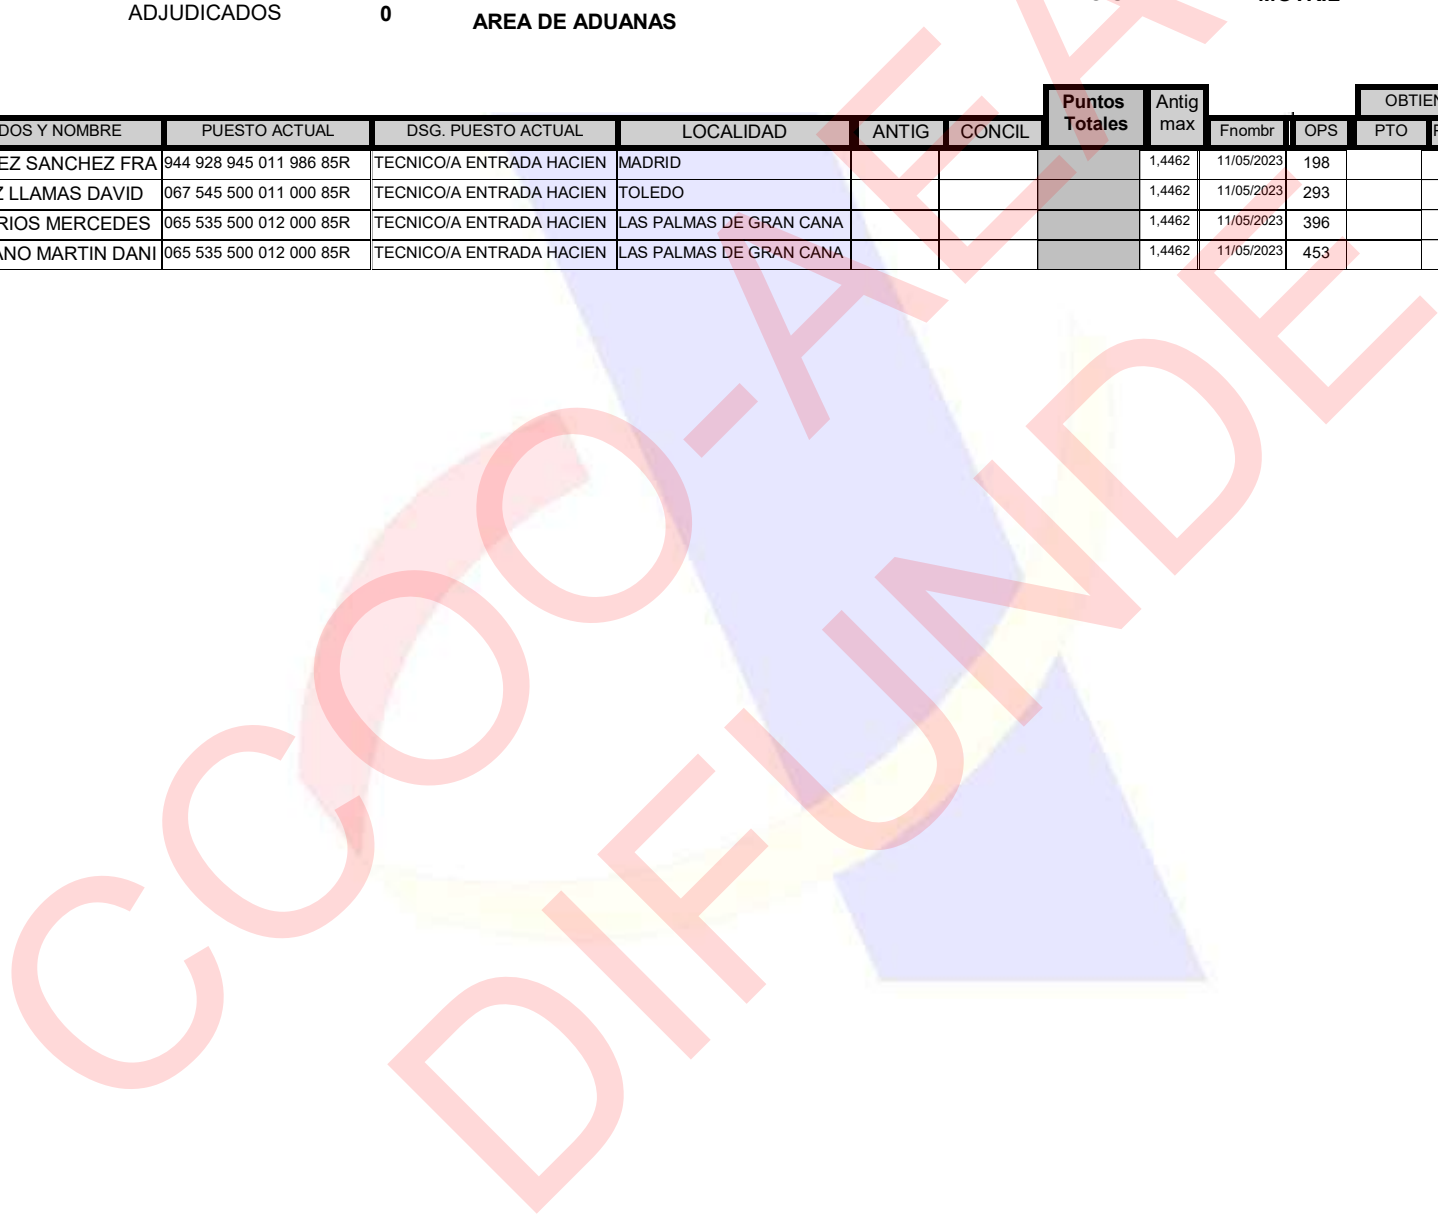 ADJUDICADOS 0 AREA DE ADUANAS
Puntos Totales Antig max OBTIEN
DOS Y NOMBRE PUESTO ACTUAL DSG. PUESTO ACTUAL LOCALIDAD ANTIG CONCIL Fnombr OPS PTO
EZ SANCHEZ FRA 944 928 945 011 986 85R TECNICO/A ENTRADA HACIEN MADRID 1,4462 11/05/2023 198
Z LLAMAS DAVID 067 545 500 011 000 85R TECNICO/A ENTRADA HACIEN TOLEDO 1,4462 11/05/2023 293
RIOS MERCEDES 065 535 500 012 000 85R TECNICO/A ENTRADA HACIEN LAS PALMAS DE GRAN CANA 1,4462 11/05/2023 396
ANO MARTIN DANI 065 535 500 012 000 85R TECNICO/A ENTRADA HACIEN LAS PALMAS DE GRAN CANA 1,4462 11/05/2023 453
CCOO-AEA
DIFUNDE